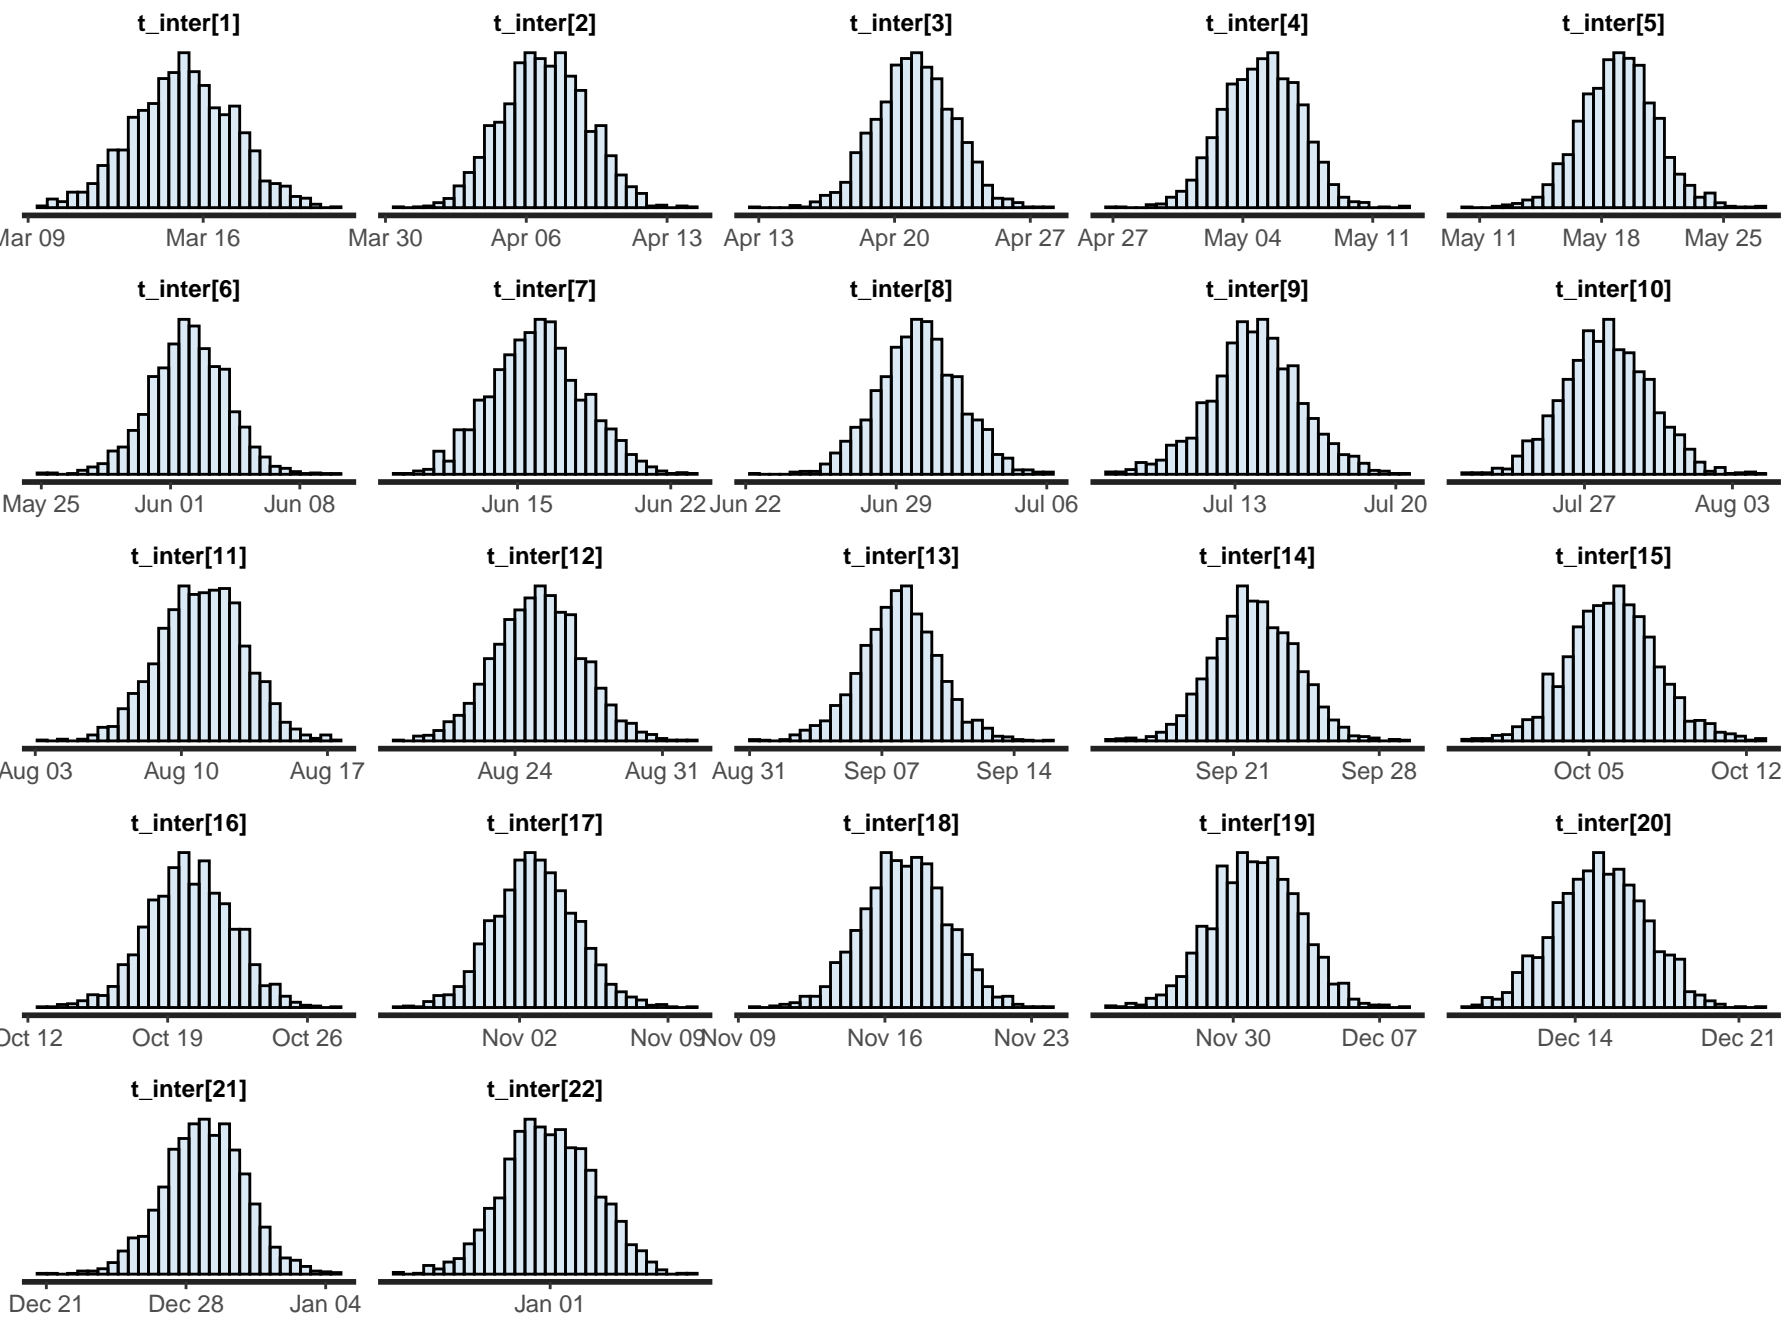 t_inter[1] t_inter[2] t_inter[3] t_inter[4] t_inter[5]
Mar 09 Mar 16 Mar 30 Apr 06 Apr 13 Apr 13 Apr 20 Apr 27 Apr 27 May 04 May 11 May 11 May 18 May 25
t_inter[6] t_inter[7] t_inter[8] t_inter[9] t_inter[10]
May 25 Jun 01 Jun 08 Jun 15 Jun 22 Jun 22 Jun 29 Jul 06 Jul 13 Jul 20 Jul 27 Aug 03
t_inter[11] t_inter[12] t_inter[13] t_inter[14] t_inter[15]
Aug 03 Aug 10 Aug 17 Aug 24 Aug 31 Aug 31 Sep 07 Sep 14 Sep 21 Sep 28 Oct 05 Oct 12
t_inter[16] t_inter[17] t_inter[18] t_inter[19] t_inter[20]
Oct 12 Oct 19 Oct 26 Nov 02 Nov 09 Nov 09 Nov 16 Nov 23 Nov 30 Dec 07 Dec 14 Dec 21
t_inter[21] t_inter[22]
Dec 21 Dec 28 Jan 04 Jan 01